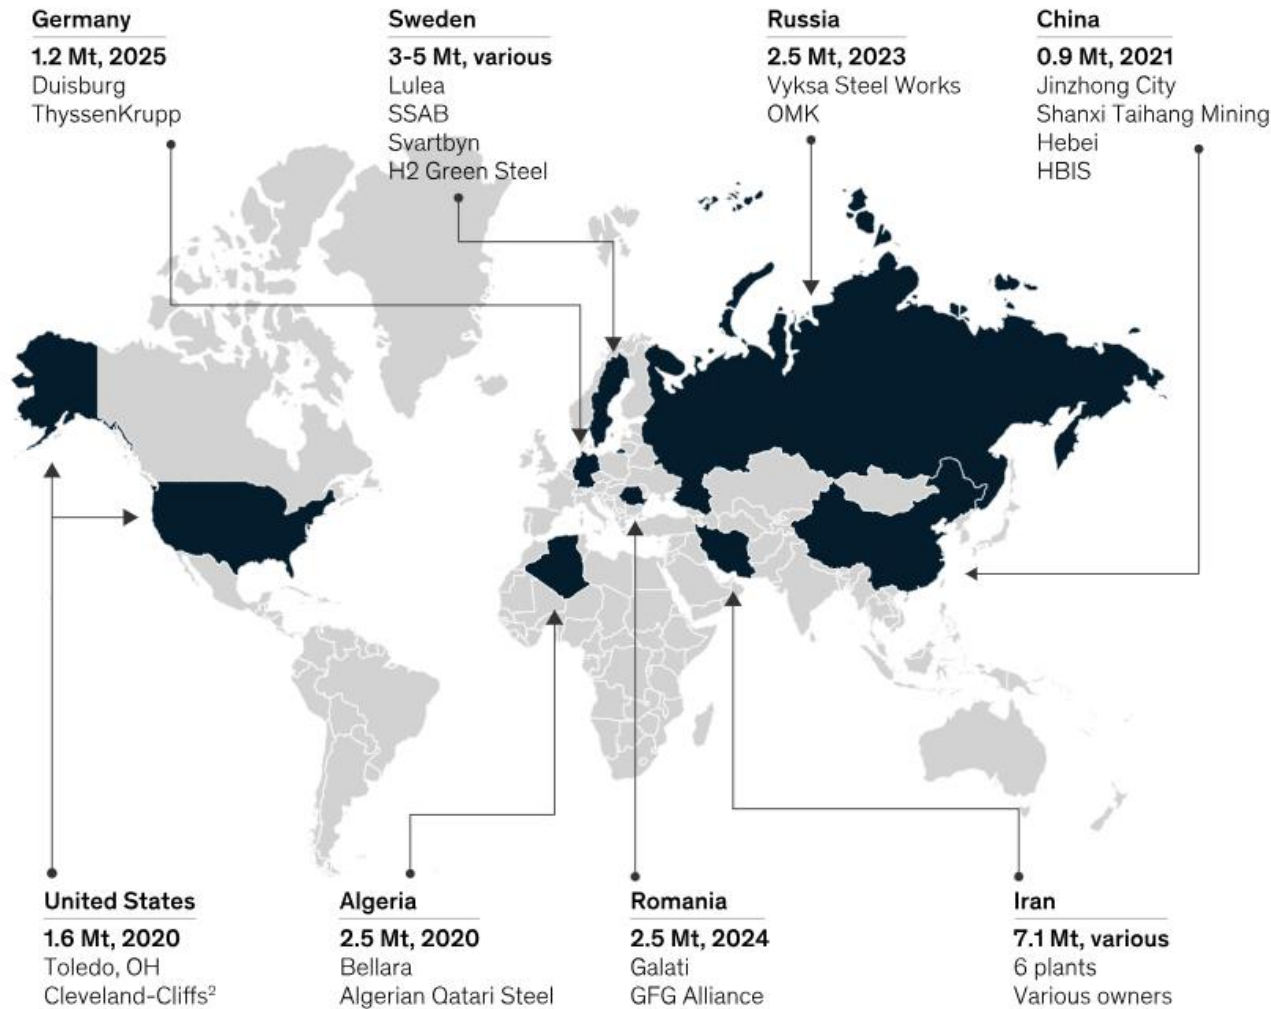 Germany
1.2 Mt, 2025
Duisburg
ThyssenKrupp
Sweden
3-5 Mt, various
Lulea
SSAB
Svartbyn
H2 Green Steel
Russia
2.5 Mt, 2023
Vyksa Steel Works
OMK
China
0.9 Mt, 2021
Jinzhong City
Shanxi Taihang Mining
Hebei
HBIS
United States
1.6 Mt, 2020
Toledo, OH
Cleveland-Cliffs²
Algeria
2.5 Mt, 2020
Bellara
Algerian Qatari Steel
Romania
2.5 Mt, 2024
Galati
GFG Alliance
Iran
7.1 Mt, various
6 plants
Various owners